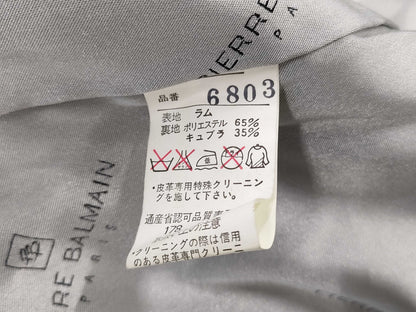 PIERRE
PARIS
品番 6803
表地 ラム
裏地 ポリエステル 65%
キュプラ 35%
・皮革専用特殊クリーニン
グを施して下さい。
通産省認可品質表
・クリーニングの際は信用
のある皮革専門クリーニ
RE BALMAIN
PARIS